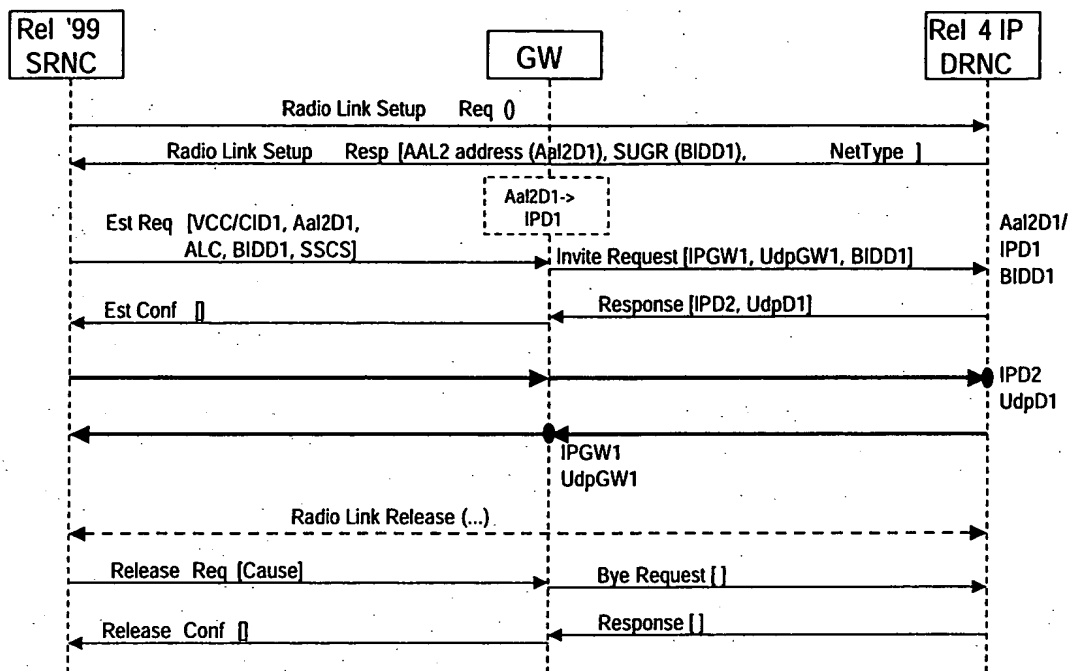 Rel '99
SRNC
GW
Rel 4 IP
DRNC
Radio Link Setup Req ()
Radio Link Setup Resp [AAL2 address (Aal2D1), SUGR (BIDD1), NetType ]
Aal2D1->
IPD1
Est Req [VCC/CID1, Aal2D1,
ALC, BIDD1, SSCS]
Invite Request [IPGW1, UdpGW1, BIDD1]
Aal2D1/
IPD1
BIDD1
Est Conf []
Response [IPD2, UdpD1]
IPD2
UdpD1
IPGW1
UdpGW1
Radio Link Release (...)
Release Req [Cause]
Bye Request [ ]
Release Conf []
Response [ ]